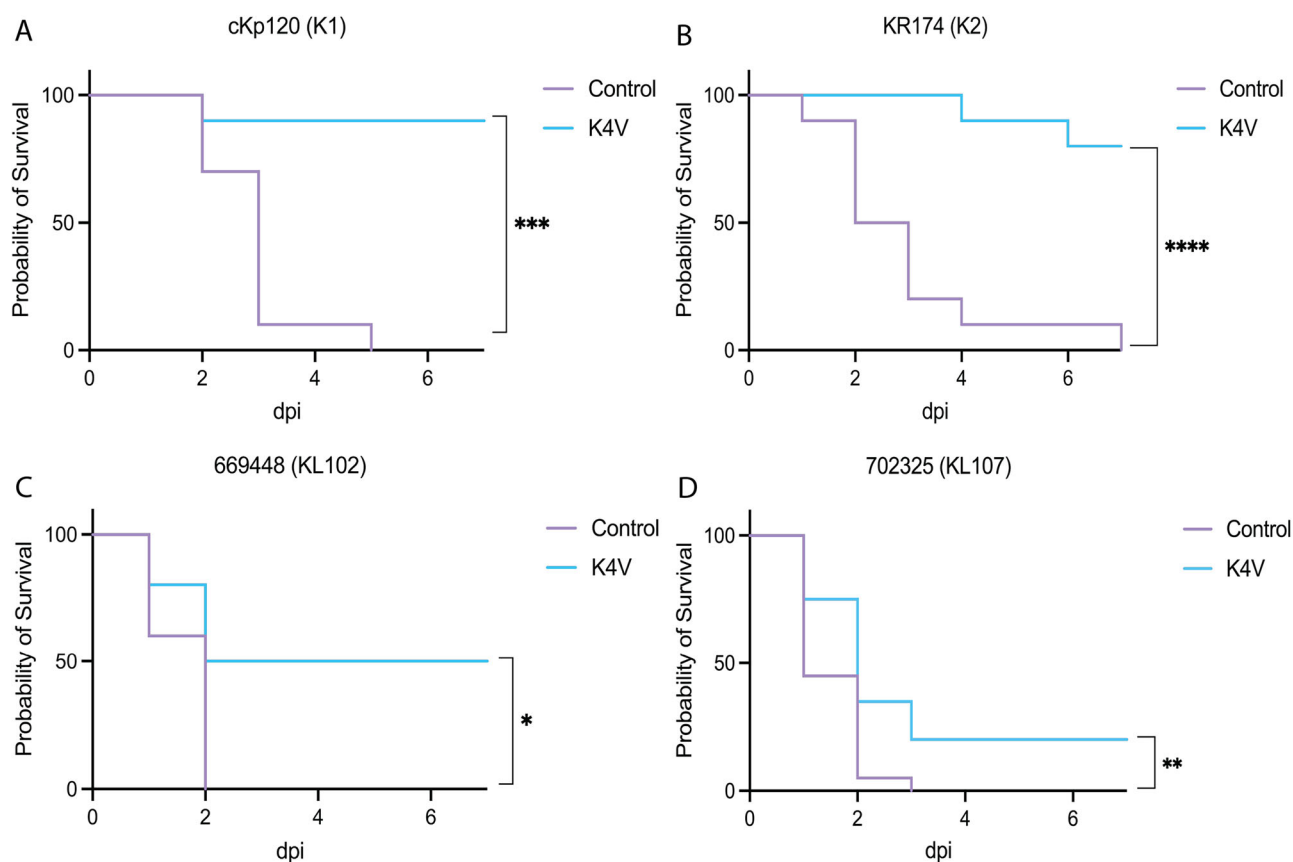 A
cKp120 (K1)
Probability of Survival
100
50
0
0 2 4 6
dpi
Control
K4V
***
B
KR174 (K2)
Probability of Survival
100
50
0
0 2 4 6
dpi
Control
K4V
****
C
669448 (KL102)
Probability of Survival
100
50
0
0 2 4 6
dpi
Control
K4V
*
D
702325 (KL107)
Probability of Survival
100
50
0
0 2 4 6
dpi
Control
K4V
**